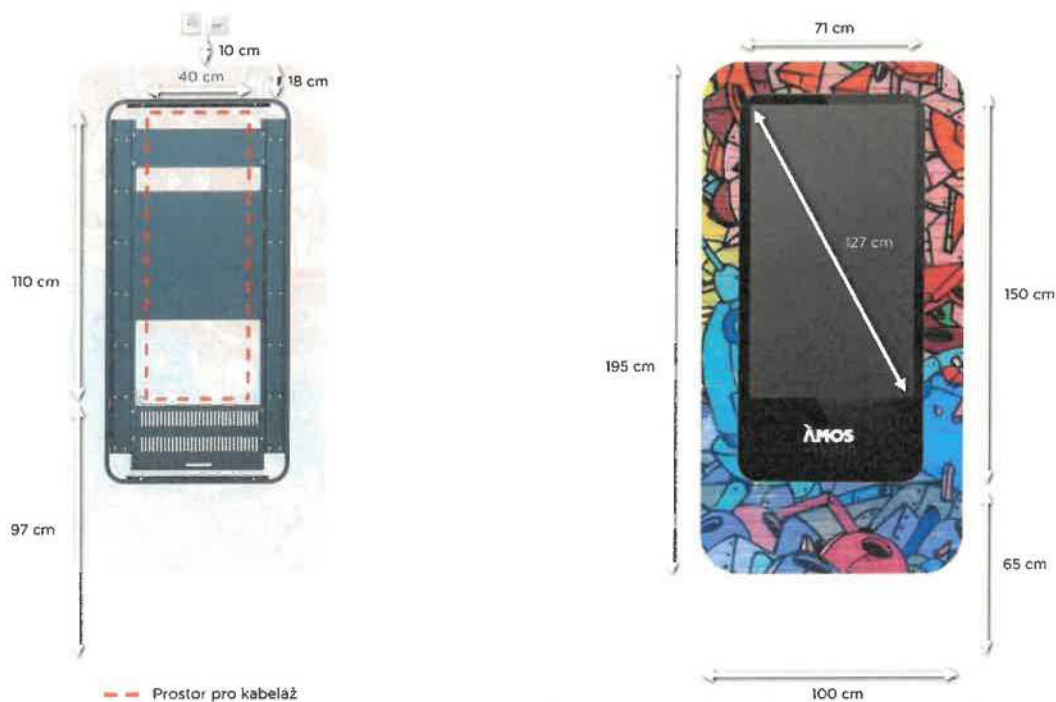 10 cm
40 cm
18 cm
110 cm
97 cm
Prostor pro kabeláž
71 cm
127 cm
195 cm
150 cm
ÀMOS
65 cm
100 cm